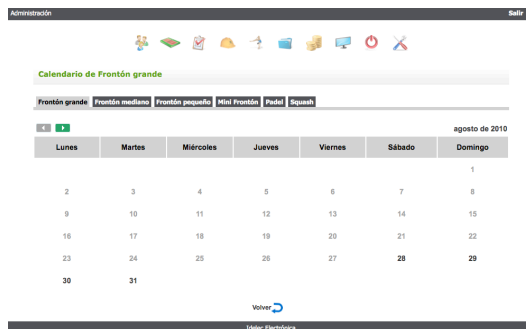 Administración Salir
Calendario de Frontón grande
Frontón grande Frontón mediano Frontón pequeño Mini Frontón Padel Squash
agosto de 2010
Lunes Martes Miércoles Jueves Viernes Sábado Domingo
1
2 3 4 5 6 7 8
9 10 11 12 13 14 15
16 17 18 19 20 21 22
23 24 25 26 27 28 29
30 31
Volver
Idelec Electrónica